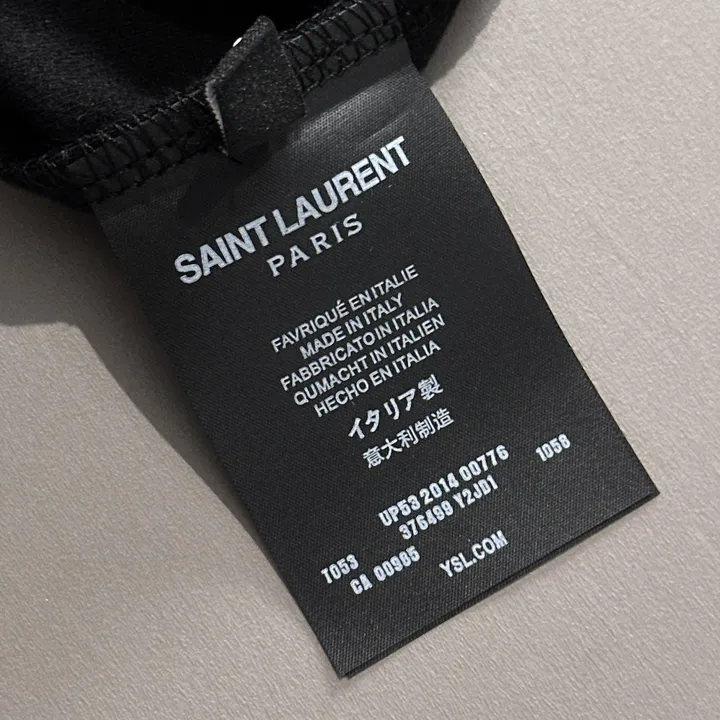 SAINT LAURENT
PARIS
FAVRIQUÉ EN ITALIE
MADE IN ITALY
FABBRICATO IN ITALIA
QUMACHT IN ITALIEN
HECHO EN ITALIA
イタリア製
意大利制造
UP53 2014 00776 1058
376499 Y2JD1
T053
CA 00985 YSL.COM